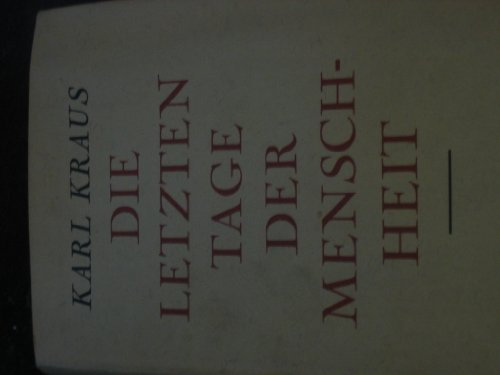 KARL KRAUS
DIE
LETZTEN
TAGE
DER
MENSCH-
HEIT